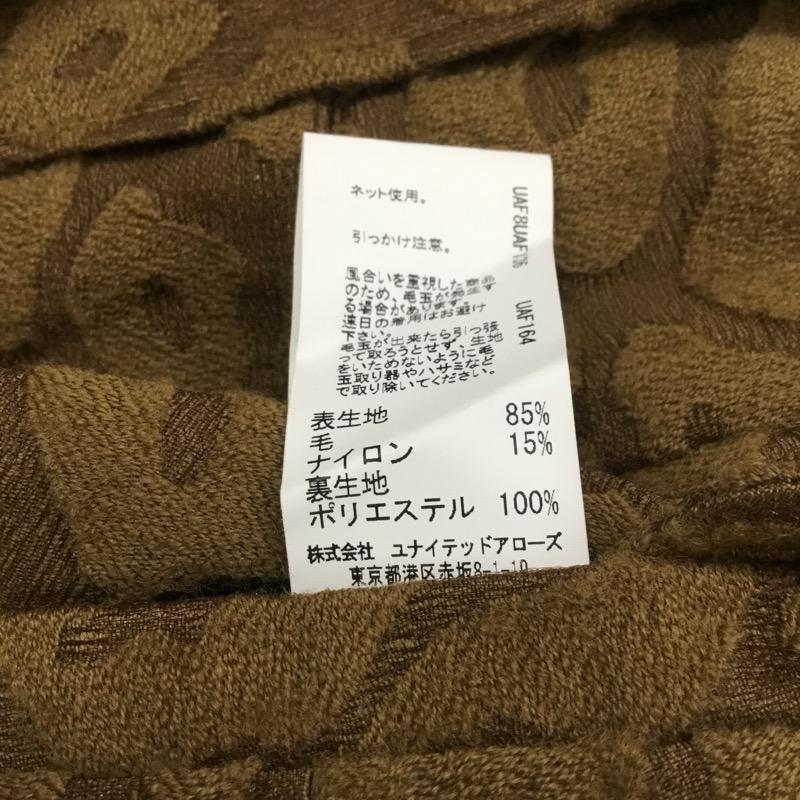 ネット使用。
引っかけ注意。
風合いを重視した商品
のため、毛玉が発生す
る場合があります。
連日の着用はお避け
下さい。
毛玉が出来たら引っ張
って取ろうとせず、生地
をいためないように毛
玉取り器やハサミなど
で取り除いてください。
表生地
毛 85%
ナイロン 15%
裏生地
ポリエステル 100%
株式会社 ユナイテッドアローズ
東京都港区赤坂8-1-19
UAF164